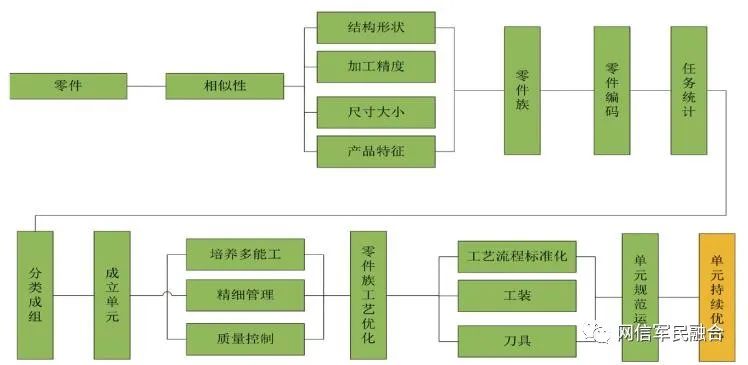 零件
相似性
结构形状
加工精度
尺寸大小
产品特征
零件族
零件编码
任务统计
分类成组
成立单元
培养多能工
精细管理
质量控制
零件族工艺优化
工艺流程标准化
工装
刀具
单元规范运
单元持续优
网信军民融合